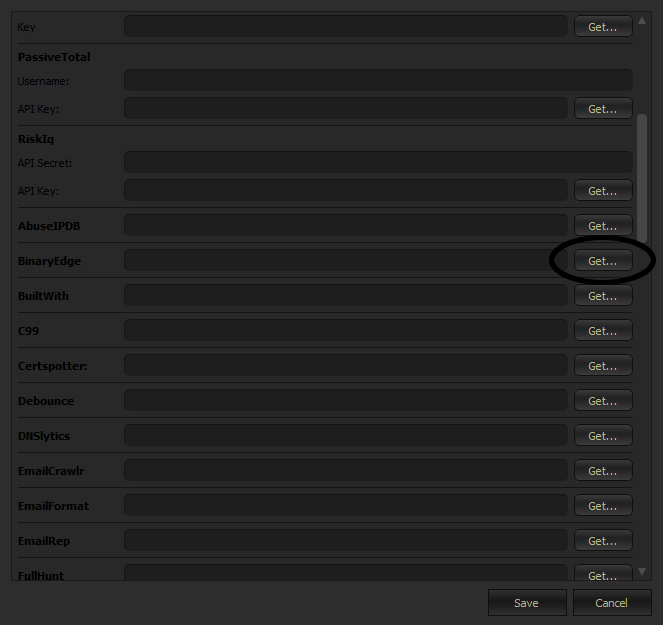 Key Get...
PassiveTotal
Username:
API Key: Get...
RiskIq
API Secret:
API Key: Get...
AbuseIPDB Get...
BinaryEdge Get...
BuiltWith Get...
C99 Get...
Certspotter: Get...
Debounce Get...
DNSlytics Get...
EmailCrawlr Get...
EmailFormat Get...
EmailRep Get...
FullHunt Get...
Save Cancel